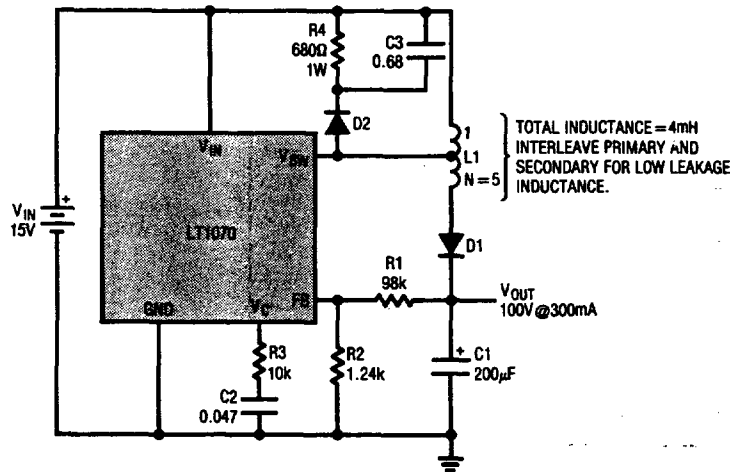 R4
680Ω
1W
C3
0.68
D2
1
L1
N=5
TOTAL INDUCTANCE = 4mH
INTERLEAVE PRIMARY AND
SECONDARY FOR LOW LEAKAGE
INDUCTANCE.
VIN
VSW
+
VIN
15V
LT1070
D1
R1
98k
VOUT
100V @ 300mA
GND
VC
FB
R3
10k
R2
1.24k
+
C1
200µF
C2
0.047